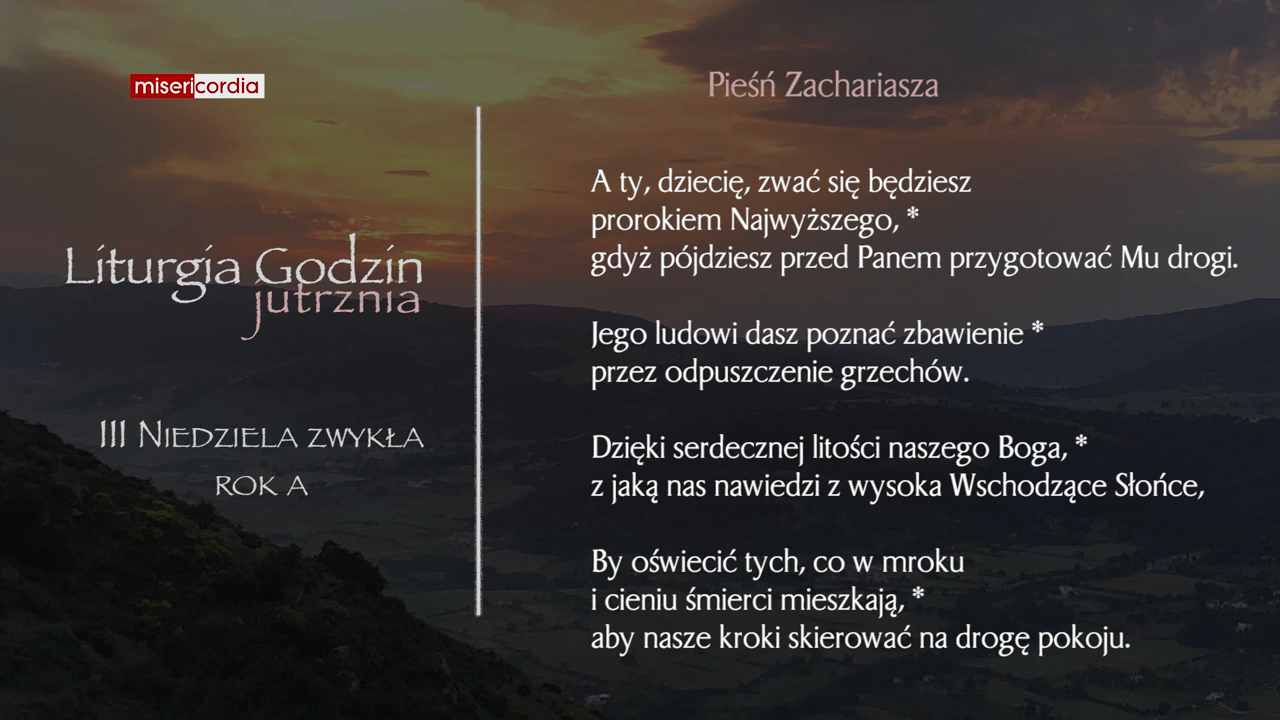 misericordia
Liturgia Godzin
jutrznia
III Niedziela zwykła
rok A
Pieśń Zachariasza
A ty, dziecię, zwać się będziesz
prorokiem Najwyższego, *
gdyż pójdziesz przed Panem przygotować Mu drogi.
Jego ludowi dasz poznać zbawienie *
przez odpuszczenie grzechów.
Dzięki serdecznej litości naszego Boga, *
z jaką nas nawiedzi z wysoka Wschodzące Słońce,
By oświecić tych, co w mroku
i cieniu śmierci mieszkają, *
aby nasze kroki skierować na drogę pokoju.